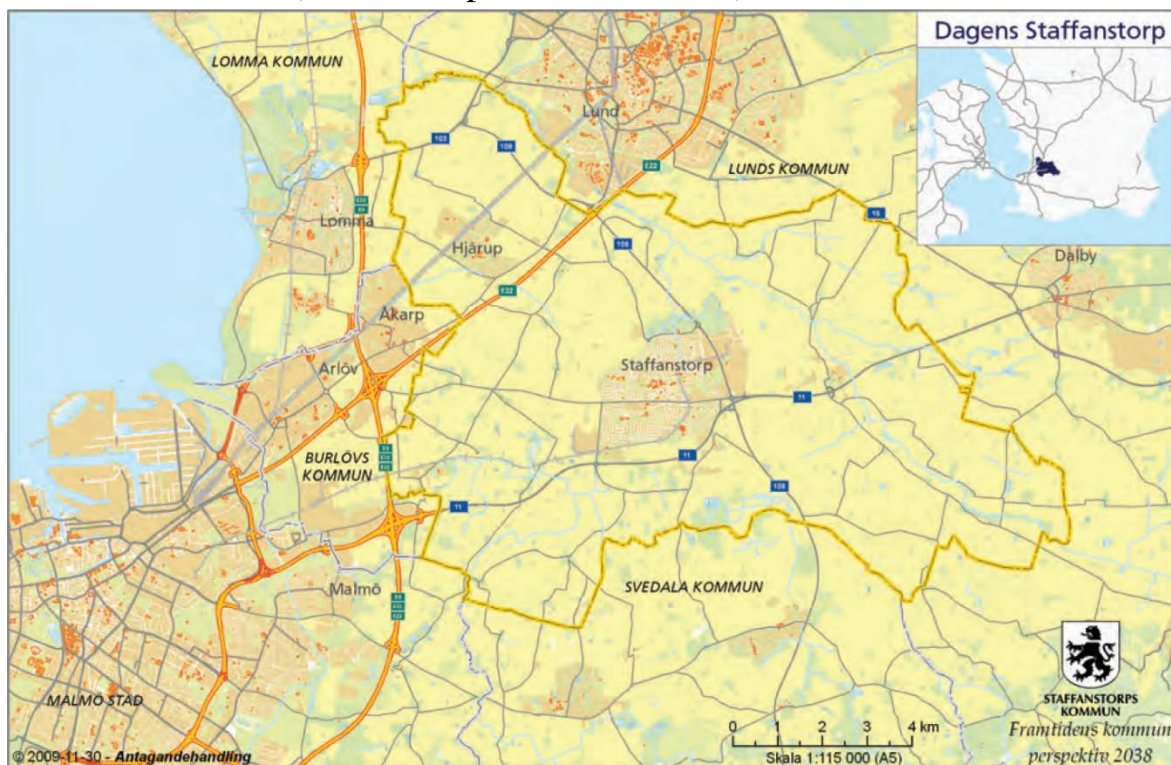 Dagens Staffanstorp
LOMMA KOMMUN
Lund
103
108
E22
LUNDS KOMMUN
16
Lomma
Hjärup
108
Dalby
E22
Åkarp
Arlöv
Staffanstorp
11
BURLÖVS
KOMMUN
11
108
11
Malmö
SVEDALA KOMMUN
MALMÖ STAD
STAFFANSTORPS
KOMMUN
Framtidens kommun
perspektiv 2038
0 1 2 3 4 km
Skala 1:115 000 (A5)
© 2009-11-30 - Antagandehandling